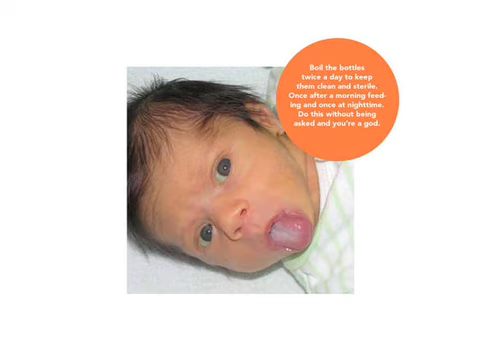 Boil the bottles
twice a day to keep
them clean and sterile.
Once after a morning feed-
ing and once at nighttime.
Do this without being
asked and you're a god.